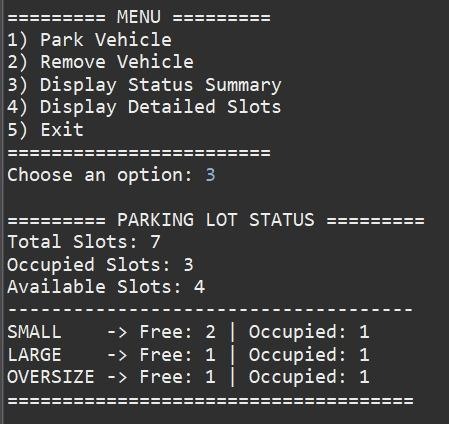 ========= MENU =========
1) Park Vehicle
2) Remove Vehicle
3) Display Status Summary
4) Display Detailed Slots
5) Exit
========================
Choose an option: 3
========= PARKING LOT STATUS =========
Total Slots: 7
Occupied Slots: 3
Available Slots: 4
-------------------------------------
SMALL    -> Free: 2 | Occupied: 1
LARGE    -> Free: 1 | Occupied: 1
OVERSIZE -> Free: 1 | Occupied: 1
=====================================